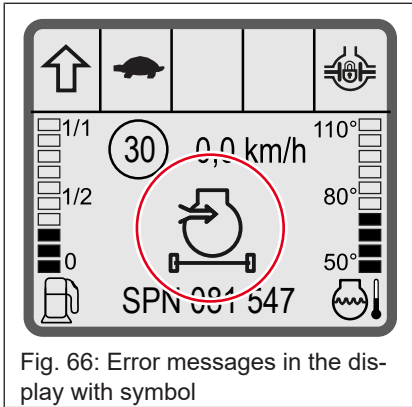 1/1
30
0,0 km/h
110°
1/2
80°
0
50°
SPN 081 547
Fig. 66: Error messages in the dis-
play with symbol